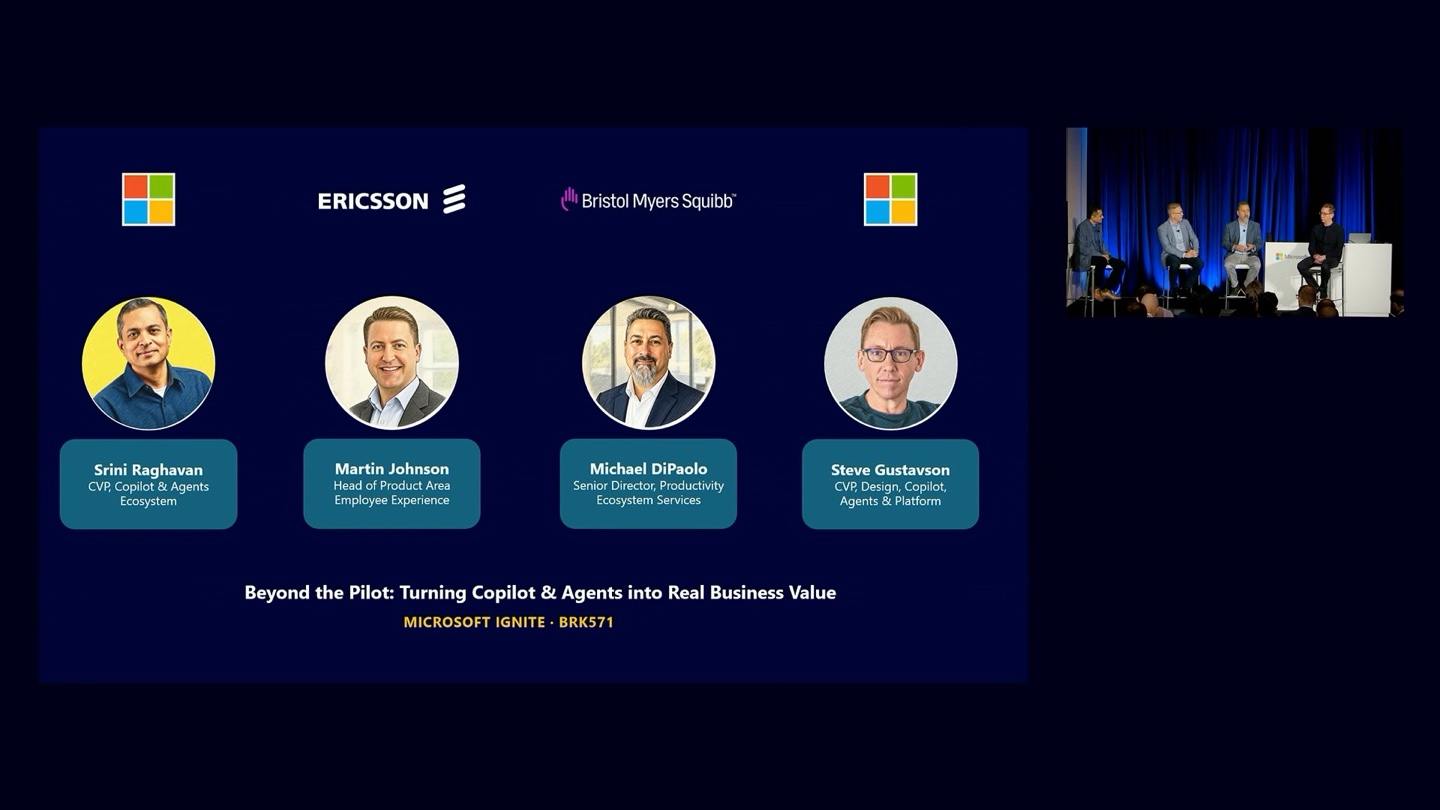 ERICSSON
Bristol Myers Squibb™
Srini Raghavan
CVP, Copilot & Agents
Ecosystem
Martin Johnson
Head of Product Area
Employee Experience
Michael DiPaolo
Senior Director, Productivity
Ecosystem Services
Steve Gustavson
CVP, Design, Copilot,
Agents & Platform
Beyond the Pilot: Turning Copilot & Agents into Real Business Value
MICROSOFT IGNITE · BRK571
Microsoft